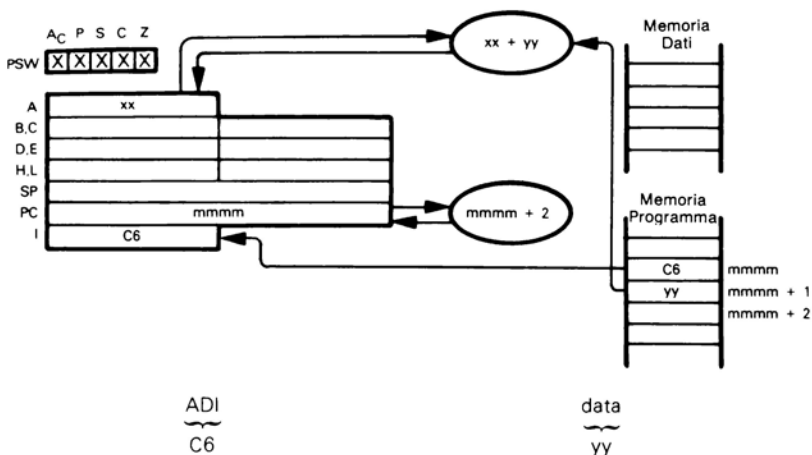 AC P S C Z
PSW X X X X X
xx + yy
Memoria
Dati
A xx
B,C
D,E
H,L
SP
PC mmmm
mmmm + 2
I C6
Memoria
Programma
C6 mmmm
yy mmmm + 1
mmmm + 2
ADI data
C6 yy